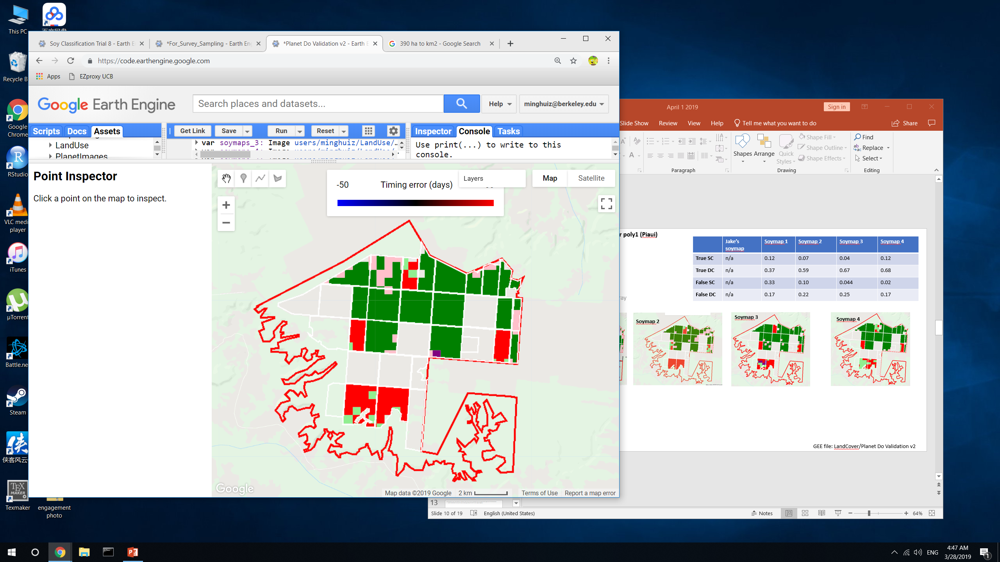 This PC
Recycle B
Google
Chrome
RStudio
VLC medi
player
iTunes
µTorrent
Battle.ne
Steam
侠客风云
TEX
MAKER
Texmaker
engagement
photo
Soy Classification Trial 8 - Earth E
*For_Survey_Sampling - Earth Eng
*Planet Do Validation v2 - Earth E
390 ha to km2 - Google Search
https://code.earthengine.google.com
Apps
EZproxy UCB
Google Earth Engine
Search places and datasets...
Help
minghuiz@berkeley.edu
Scripts
Docs
Assets
LandUse
PlanetImages
Get Link
Save
Run
Reset
var soymaps_3: Image users/minghuiz/LandUse/…
Inspector
Console
Tasks
Use print(...) to write to this
console.
Point Inspector
Click a point on the map to inspect.
-50
Timing error (days)
Layers
Map
Satellite
Google
Map data ©2019 Google
2 km
Terms of Use
Report a map error
April 1 2019
Sign in
Slide Show
Review
View
Help
Tell me what you want to do
Share
Shapes
Arrange
Quick
Styles
Shape Fill
Shape Outline
Shape Effects
Find
Replace
Select
Paragraph
Drawing
Editing
r poly1 (Piaui)
Jake's soymap Soymap 1 Soymap 2 Soymap 3 Soymap 4
True SC n/a 0.12 0.07 0.04 0.12
True DC n/a 0.37 0.59 0.67 0.68
False SC n/a 0.33 0.10 0.044 0.02
False DC n/a 0.17 0.22 0.25 0.17
ray
Soymap 2
Soymap 3
Soymap 4
GEE file: LandCover/Planet Do Validation v2
13
Slide 10 of 19
English (United States)
Notes
64%
ENG
4:47 AM
3/28/2019
1